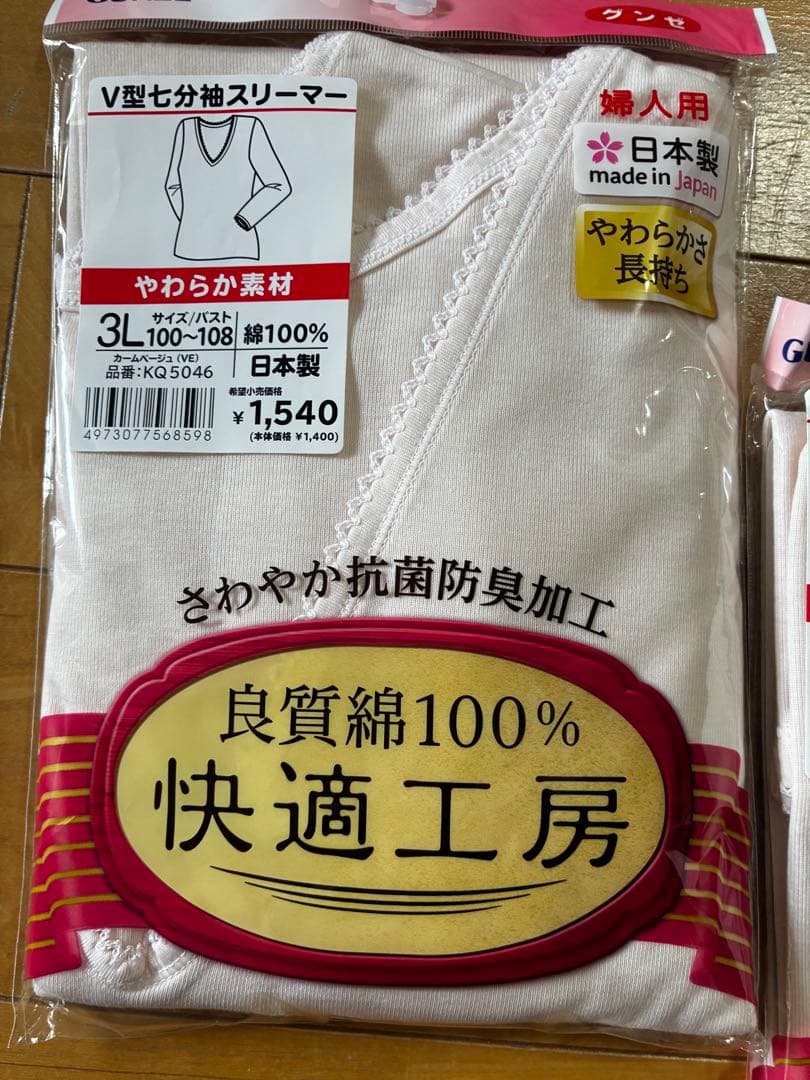 グンゼ
V型七分袖スリーマー
やわらか素材
3L サイズ/バスト 100~108
綿100%
カームベージュ(VE)
品番:KQ5046
日本製
希望小売価格
¥1,540
(本体価格 ¥1,400)
4973077568598
婦人用
日本製
made in Japan
やわらかさ
長持ち
さわやか抗菌防臭加工
良質綿100%
快適工房